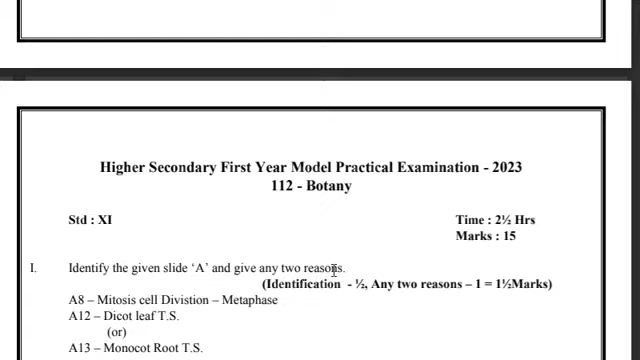 Higher Secondary First Year Model Practical Examination - 2023
112 - Botany
Std : XI Time : 2½ Hrs
Marks : 15
I. Identify the given slide ‘A’ and give any two reasons.
(Identification - ½, Any two reasons – 1 = 1½Marks)
A8 – Mitosis cell Divistion – Metaphase
A12 – Dicot leaf T.S.
(or)
A13 – Monocot Root T.S.